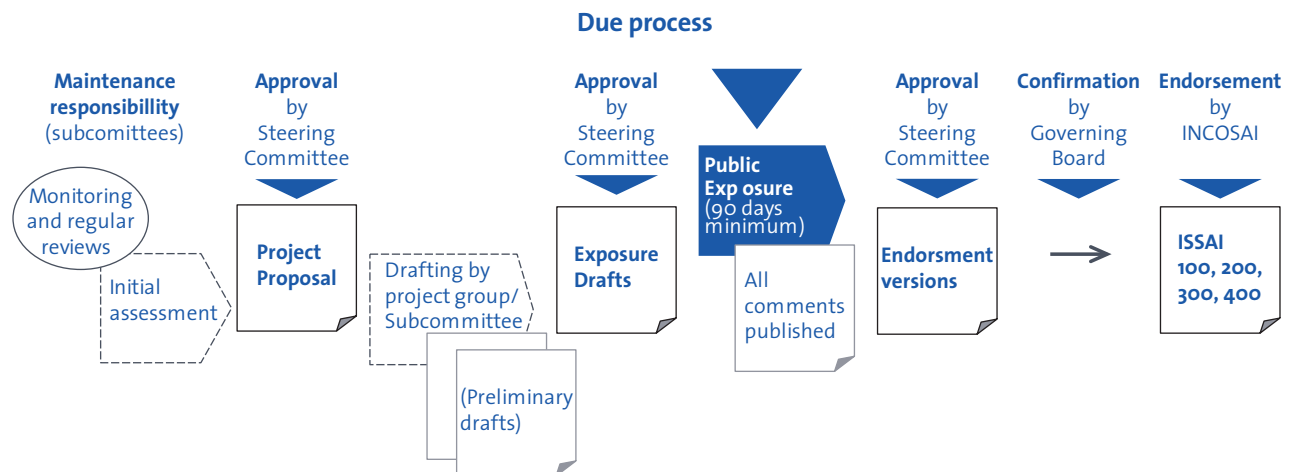 Due process
Maintenance
responsibillity
(subcomittees)
Approval
by
Steering
Committee
Approval
by
Steering
Committee
Approval
by
Steering
Committee
Confirmation
by
Governing
Board
Endorsement
by
INCOSAI
Monitoring
and regular
reviews
Initial
assessment
Project
Proposal
Drafting by
project group/
Subcommittee
(Preliminary
drafts)
Exposure
Drafts
Public
Exp osure
(90 days
minimum)
All
comments
published
Endorsment
versions
ISSAI
100, 200,
300, 400